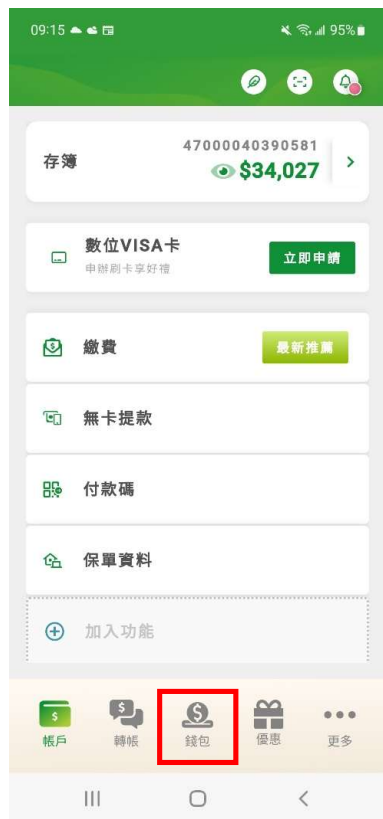 09:15
95%
存簿
47000040390581
$34,027
數位VISA卡
申辦刷卡享好禮
立即申請
繳費
最新推薦
無卡提款
付款碼
保單資料
加入功能
帳戶
轉帳
錢包
優惠
更多